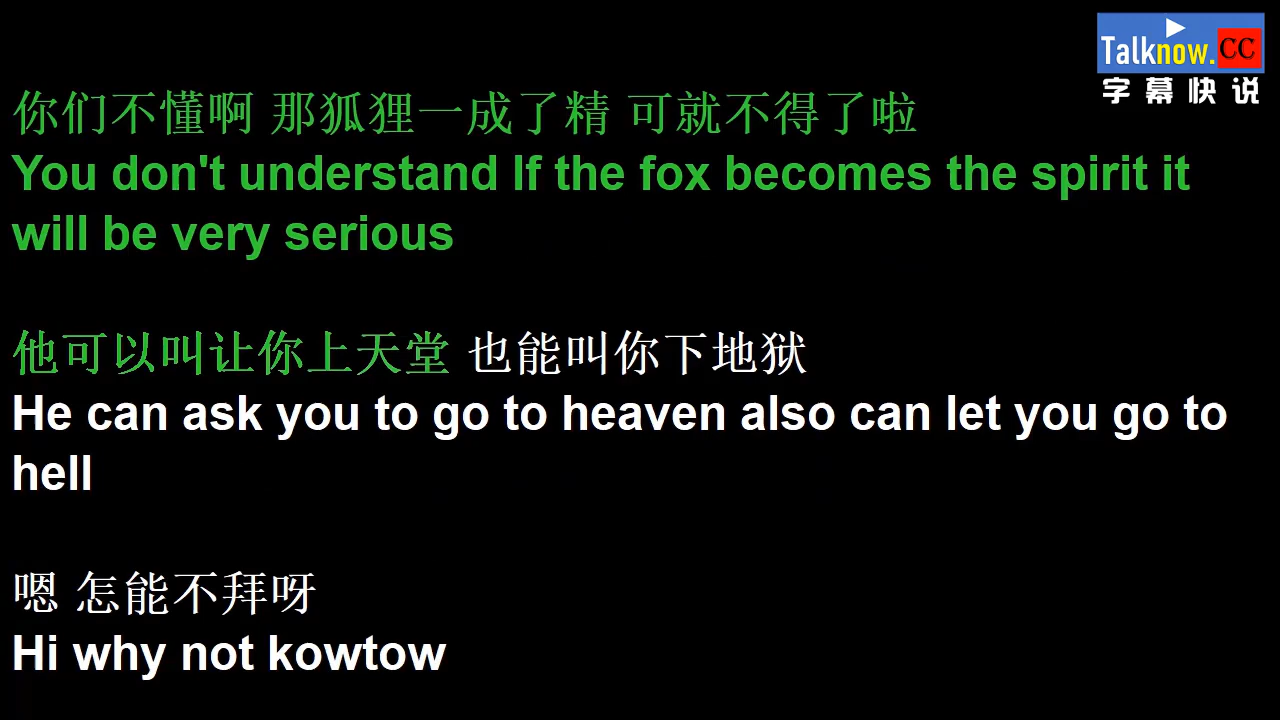 Talknow.CC
字幕快说
你们不懂啊 那狐狸一成了精 可就不得了啦
You don't understand If the fox becomes the spirit it
will be very serious
他可以叫让你上天堂 也能叫你下地狱
He can ask you to go to heaven also can let you go to
hell
嗯 怎能不拜呀
Hi why not kowtow